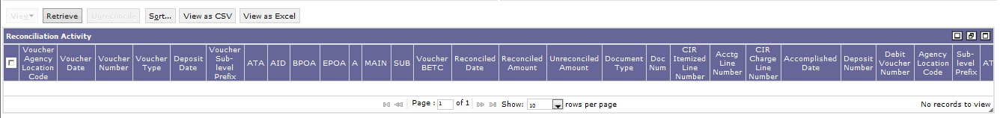 View Retrieve Unreconcile Sort... View as CSV View as Excel
Reconciliation Activity
Voucher Agency Location Code
Voucher Date
Voucher Number
Voucher Type
Deposit Date
Voucher Sub-level Prefix
ATA
AID
BPOA
EPOA
A
MAIN
SUB
Voucher BETC
Reconciled Date
Reconciled Amount
Unreconciled Amount
Document Type
Doc Num
CIR Itemized Line Number
Acctg Line Number
CIR Charge Line Number
Accomplished Date
Deposit Number
Debit Voucher Number
Agency Location Code
Sub-level Prefix
AT
Page : 1 of 1 Show: 10 rows per page No records to view